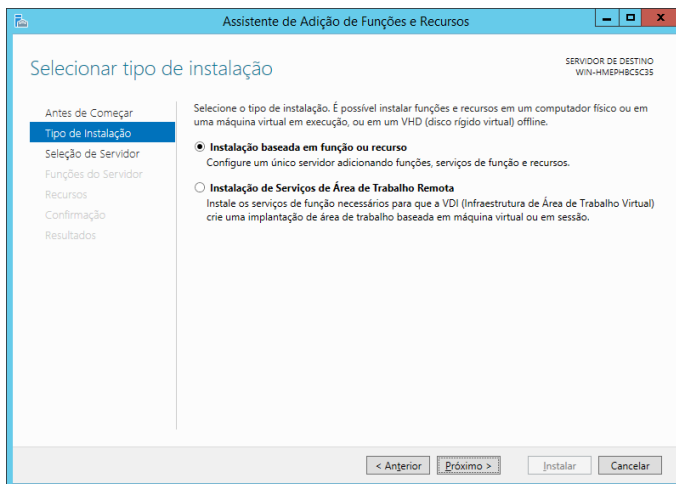 Assistente de Adição de Funções e Recursos
Selecionar tipo de instalação
SERVIDOR DE DESTINO
WIN-HMEPHBC5C35
Antes de Começar
Tipo de Instalação
Seleção de Servidor
Funções do Servidor
Recursos
Confirmação
Resultados
Selecione o tipo de instalação. É possível instalar funções e recursos em um computador físico ou em
uma máquina virtual em execução, ou em um VHD (disco rígido virtual) offline.
Instalação baseada em função ou recurso
Configure um único servidor adicionando funções, serviços de função e recursos.
Instalação de Serviços de Área de Trabalho Remota
Instale os serviços de função necessários para que a VDI (Infraestrutura de Área de Trabalho Virtual)
crie uma implantação de área de trabalho baseada em máquina virtual ou em sessão.
< Anterior
Próximo >
Instalar
Cancelar